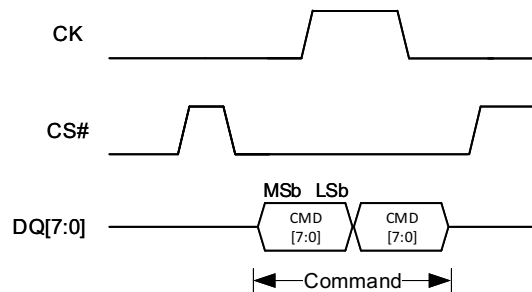 CK
CS#
MSb LSb
DQ[7:0]
CMD [7:0]
CMD [7:0]
Command